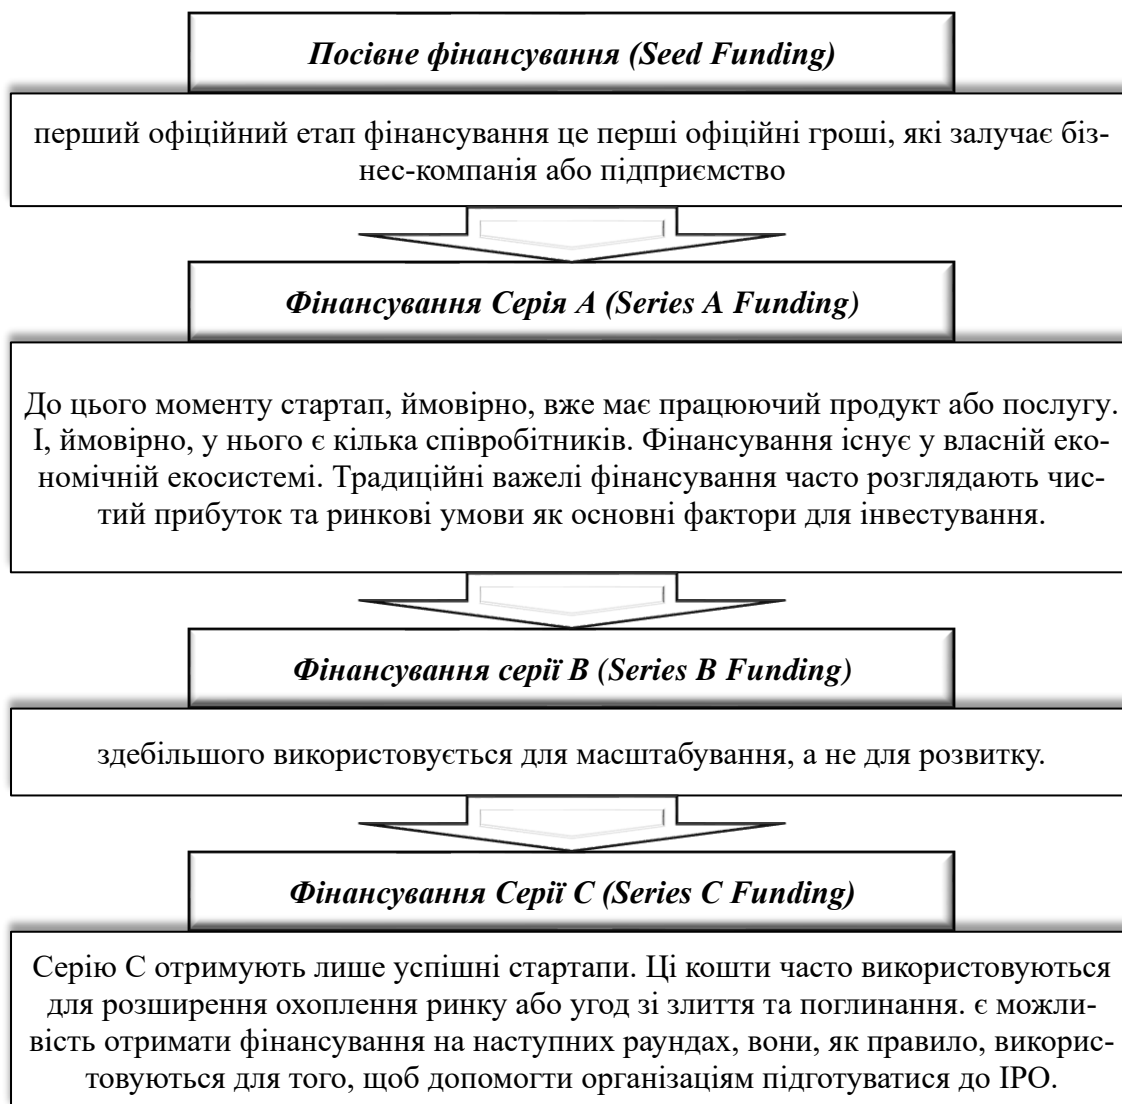 Посівне фінансування (Seed Funding)
перший офіційний етап фінансування це перші офіційні гроші, які залучає біз-
нес-компанія або підприємство
Фінансування Серія А (Series A Funding)
До цього моменту стартап, ймовірно, вже має працюючий продукт або послугу.
І, ймовірно, у нього є кілька співробітників. Фінансування існує у власній еко-
номічній екосистемі. Традиційні важелі фінансування часто розглядають чис-
тий прибуток та ринкові умови як основні фактори для інвестування.
Фінансування серії В (Series B Funding)
здебільшого використовується для масштабування, а не для розвитку.
Фінансування Серії С (Series C Funding)
Серію С отримують лише успішні стартапи. Ці кошти часто використовуються
для розширення охоплення ринку або угод зі злиття та поглинання. є можли-
вість отримати фінансування на наступних раундах, вони, як правило, викорис-
товуються для того, щоб допомогти організаціям підготуватися до IPO.